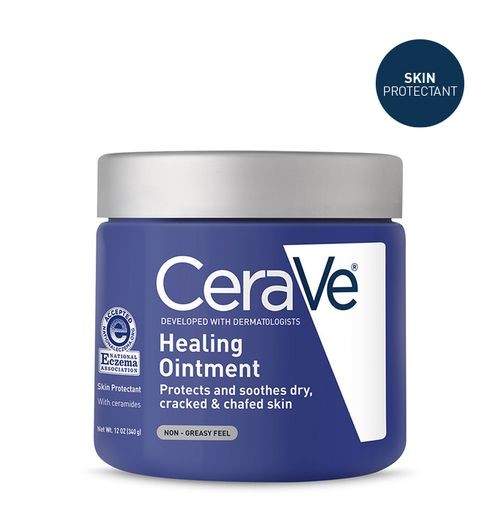 SKIN
PROTECTANT
CeraVe®
DEVELOPED WITH DERMATOLOGISTS
Healing
Ointment
Protects and soothes dry,
cracked & chafed skin
NON - GREASY FEEL
ACCEPTED
NATIONAL
Eczema
ASSOCIATION
Skin Protectant
With ceramides
Net Wt. 12 OZ (340 g)